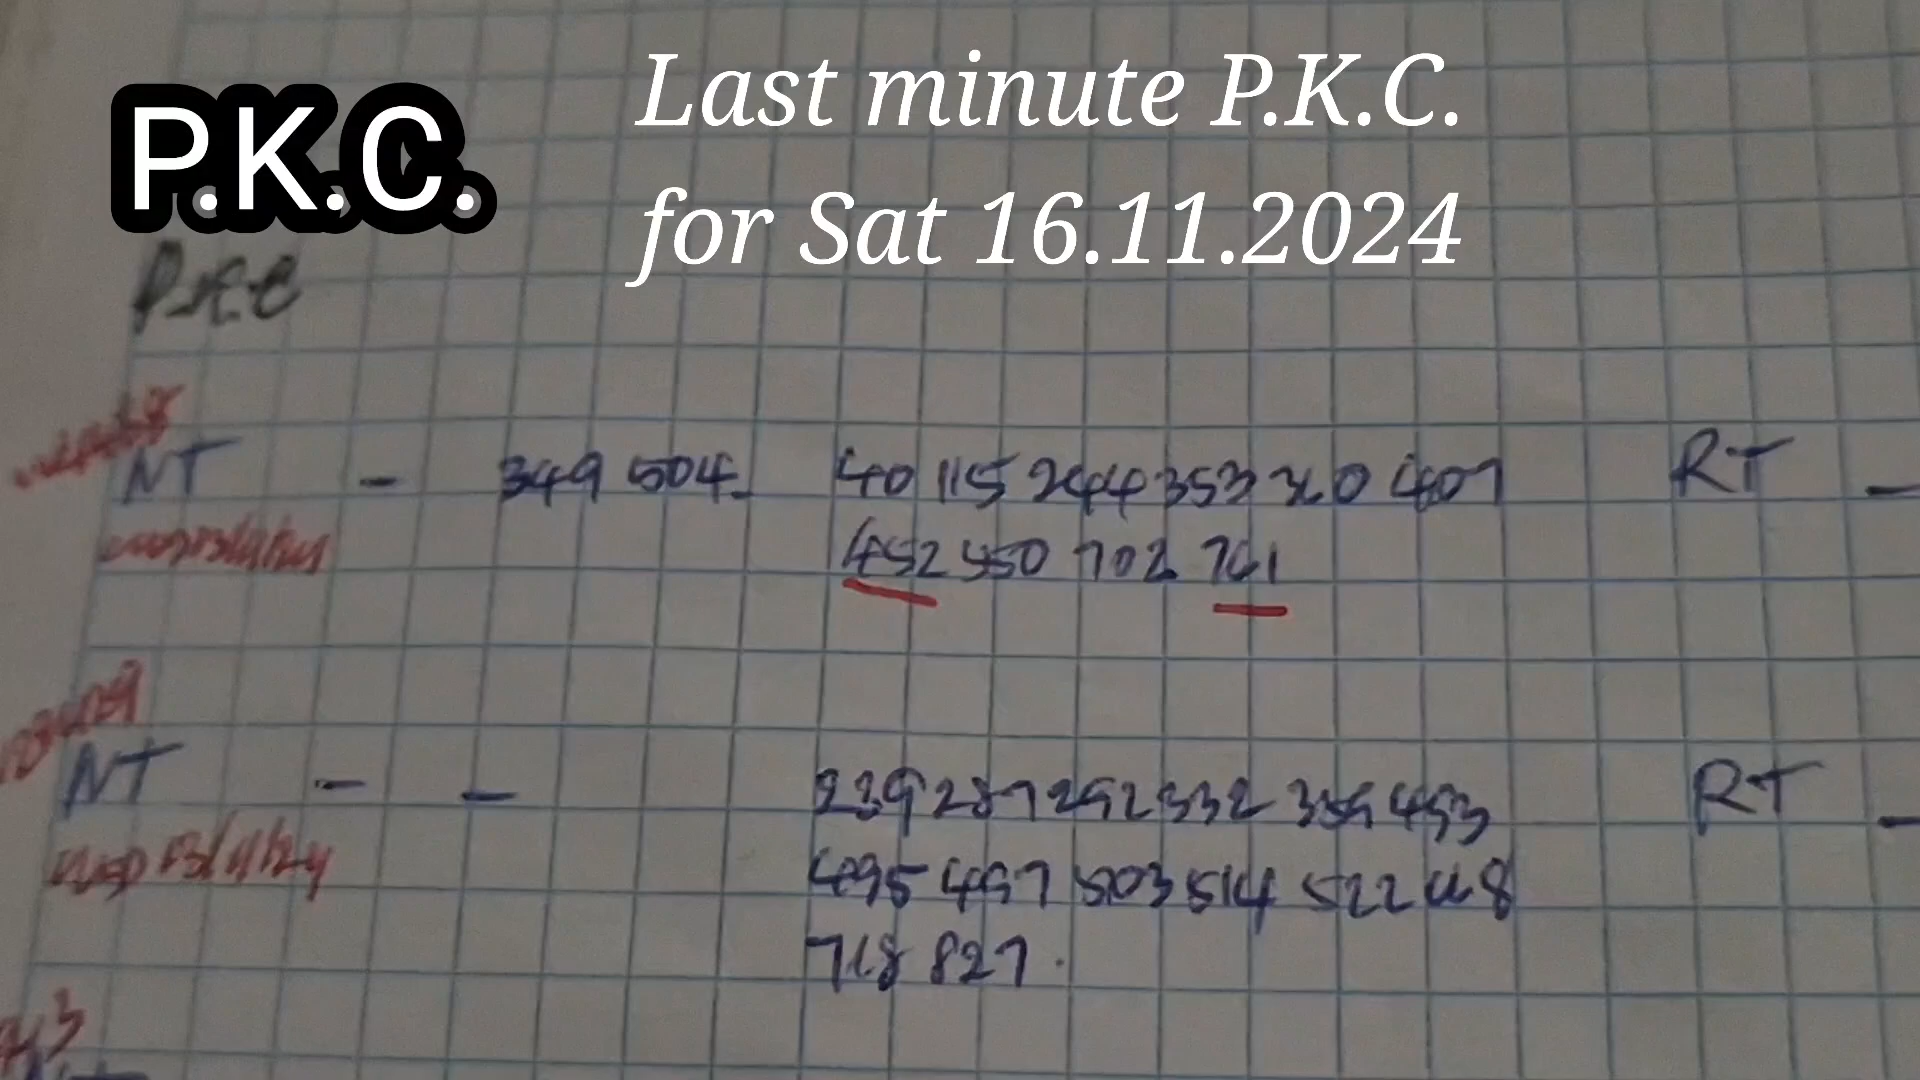 P.K.C.
Last minute P.K.C.
for Sat 16.11.2024
NT - 349 504. 40 115 244 353 360 407 RT -
452 550 702 761
NT - - 239 287 292 332 359 493 RT -
495 497 503 514 522 648
718 827.